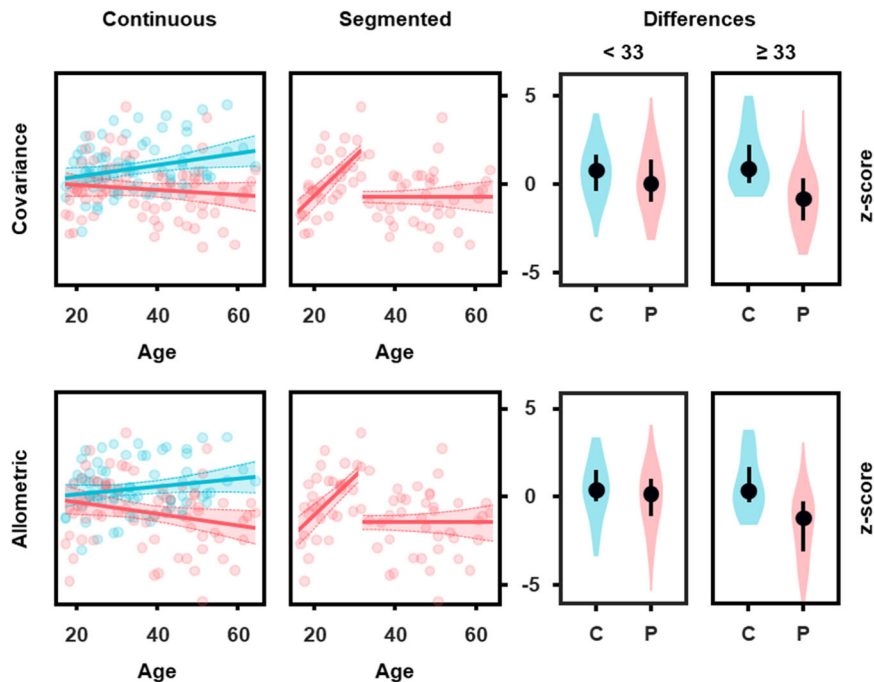 Continuous Segmented Differences
< 33 ≥ 33
Covariance
5
0
-5
z-score
20 40 60 20 40 60 C P C P
Age Age
Allometric
5
0
-5
z-score
20 40 60 20 40 60 C P C P
Age Age